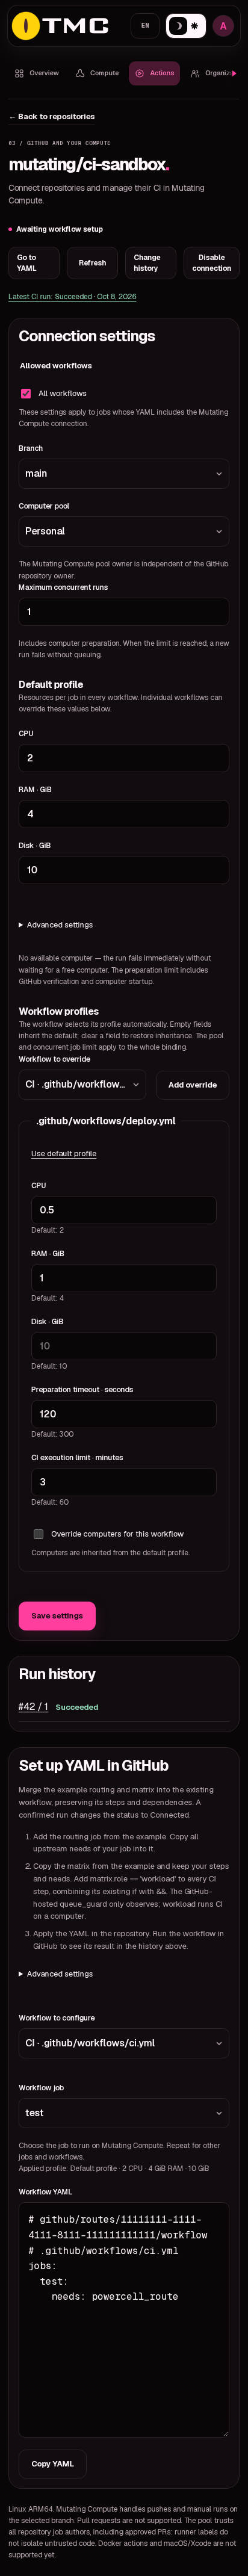 TMC
EN
A
Overview
Compute
Actions
Organiz
← Back to repositories
03 / GITHUB AND YOUR COMPUTE
mutating/ci-sandbox.
Connect repositories and manage their CI in Mutating
Compute.
Awaiting workflow setup
Go to
YAML
Refresh
Change
history
Disable
connection
Latest CI run: Succeeded · Oct 8, 2026
Connection settings
Allowed workflows
All workflows
These settings apply to jobs whose YAML includes the Mutating
Compute connection.
Branch
main
Computer pool
Personal
The Mutating Compute pool owner is independent of the GitHub
repository owner.
Maximum concurrent runs
1
Includes computer preparation. When the limit is reached, a new
run fails without queuing.
Default profile
Resources per job in every workflow. Individual workflows can
override these values below.
CPU
2
RAM · GiB
4
Disk · GiB
10
Advanced settings
No available computer — the run fails immediately without
waiting for a free computer. The preparation limit includes
GitHub verification and computer startup.
Workflow profiles
The workflow selects its profile automatically. Empty fields
inherit the default; clear a field to restore inheritance. The pool
and concurrent job limit apply to the whole binding.
Workflow to override
CI · .github/workflow...
Add override
.github/workflows/deploy.yml
Use default profile
CPU
0.5
Default: 2
RAM · GiB
1
Default: 4
Disk · GiB
10
Default: 10
Preparation timeout · seconds
120
Default: 300
CI execution limit · minutes
3
Default: 60
Override computers for this workflow
Computers are inherited from the default profile.
Save settings
Run history
#42 / 1
Succeeded
Set up YAML in GitHub
Merge the example routing and matrix into the existing
workflow, preserving its steps and dependencies. A
confirmed run changes the status to Connected.
1. Add the routing job from the example. Copy all
upstream needs of your job into it.
2. Copy the matrix from the example and keep your steps
and needs. Add matrix.role == 'workload' to every CI
step, combining its existing if with &&. The GitHub-
hosted queue_guard only observes; workload runs CI
on a computer.
3. Apply the YAML in the repository. Run the workflow in
GitHub to see its result in the history above.
Advanced settings
Workflow to configure
CI · .github/workflows/ci.yml
Workflow job
test
Choose the job to run on Mutating Compute. Repeat for other
jobs and workflows.
Applied profile: Default profile · 2 CPU · 4 GiB RAM · 10 GiB
Workflow YAML
# github/routes/11111111-1111-
4111-8111-111111111111/workflow
# .github/workflows/ci.yml
jobs:
test:
needs: powercell_route
Copy YAML
Linux ARM64. Mutating Compute handles pushes and manual runs on
the selected branch. Pull requests are not supported. The pool trusts
all repository job authors, including approved PRs: runner labels do
not isolate untrusted code. Docker actions and macOS/Xcode are not
supported yet.